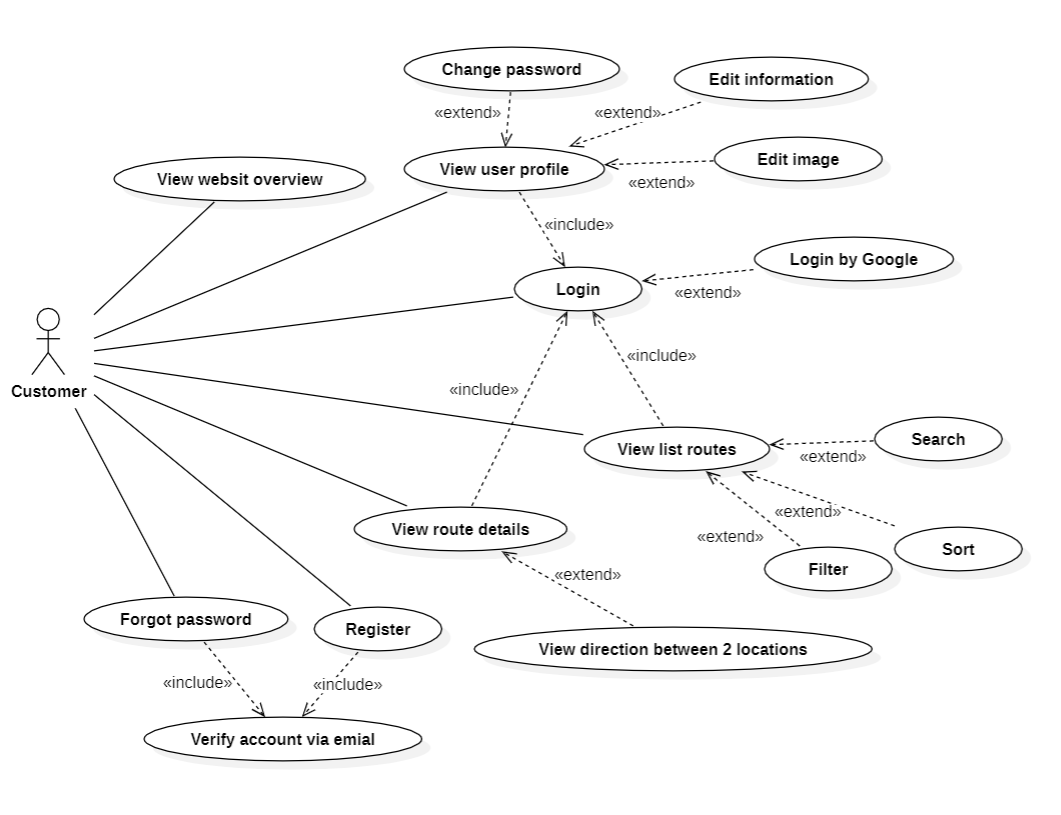 Change password
Edit information
«extend»
«extend»
View user profile
Edit image
«extend»
View websit overview
«include»
Login by Google
Login
«extend»
«include»
«include»
Customer
View list routes
Search
«extend»
«extend»
View route details
«extend»
Sort
Filter
«extend»
Forgot password
Register
View direction between 2 locations
«include»
«include»
Verify account via emial